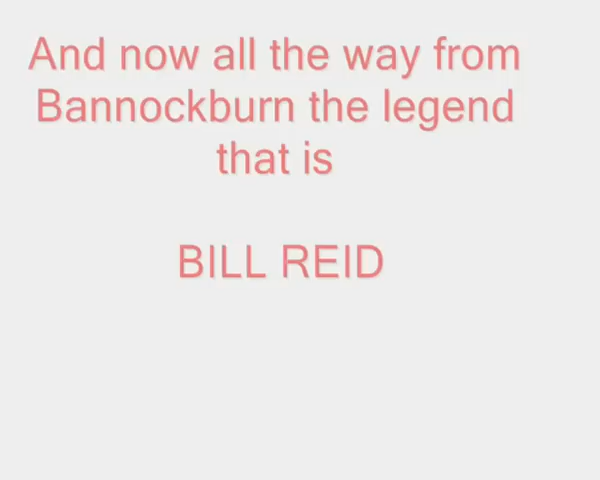 And now all the way from
Bannockburn the legend
that is
BILL REID